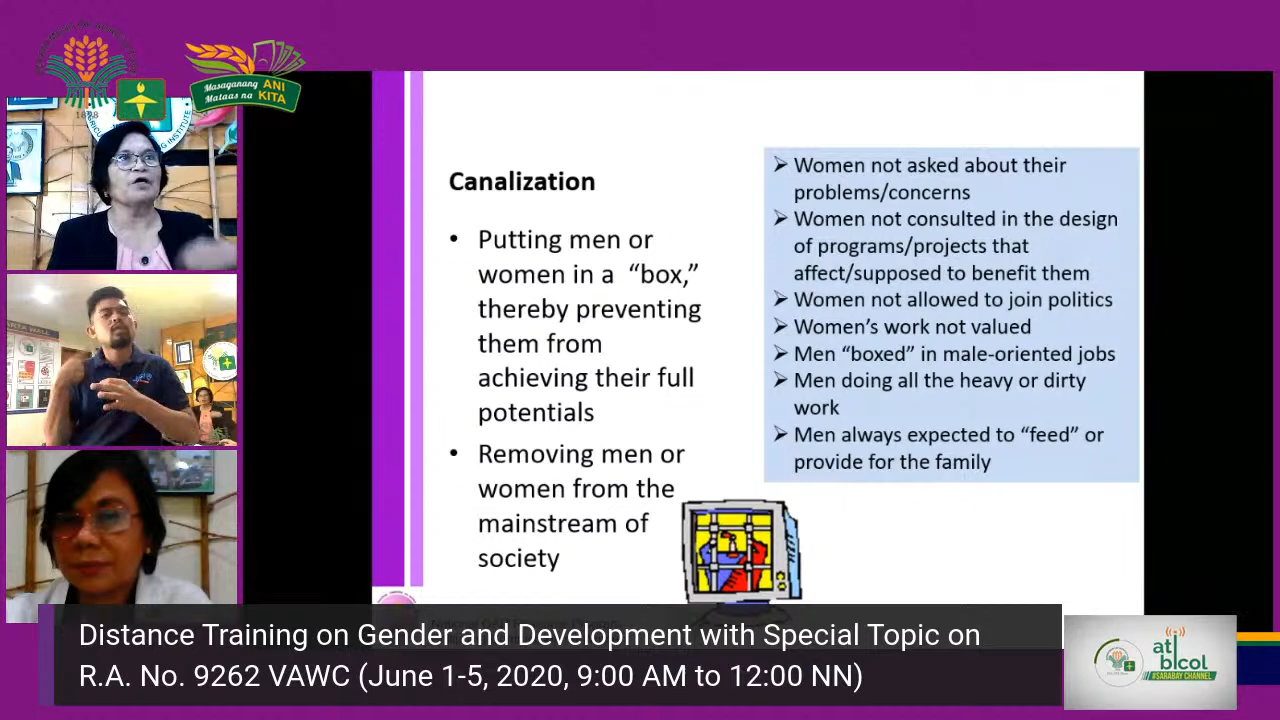 Masaganang ANI
Mataas na KITA
1898
Canalization
• Putting men or
women in a “box,”
thereby preventing
them from
achieving their full
potentials
• Removing men or
women from the
mainstream of
society
➢ Women not asked about their
problems/concerns
➢ Women not consulted in the design
of programs/projects that
affect/supposed to benefit them
➢ Women not allowed to join politics
➢ Women’s work not valued
➢ Men “boxed” in male-oriented jobs
➢ Men doing all the heavy or dirty
work
➢ Men always expected to “feed” or
provide for the family
Distance Training on Gender and Development with Special Topic on
R.A. No. 9262 VAWC (June 1-5, 2020, 9:00 AM to 12:00 NN)
ati
bicol
#SARABAY CHANNEL